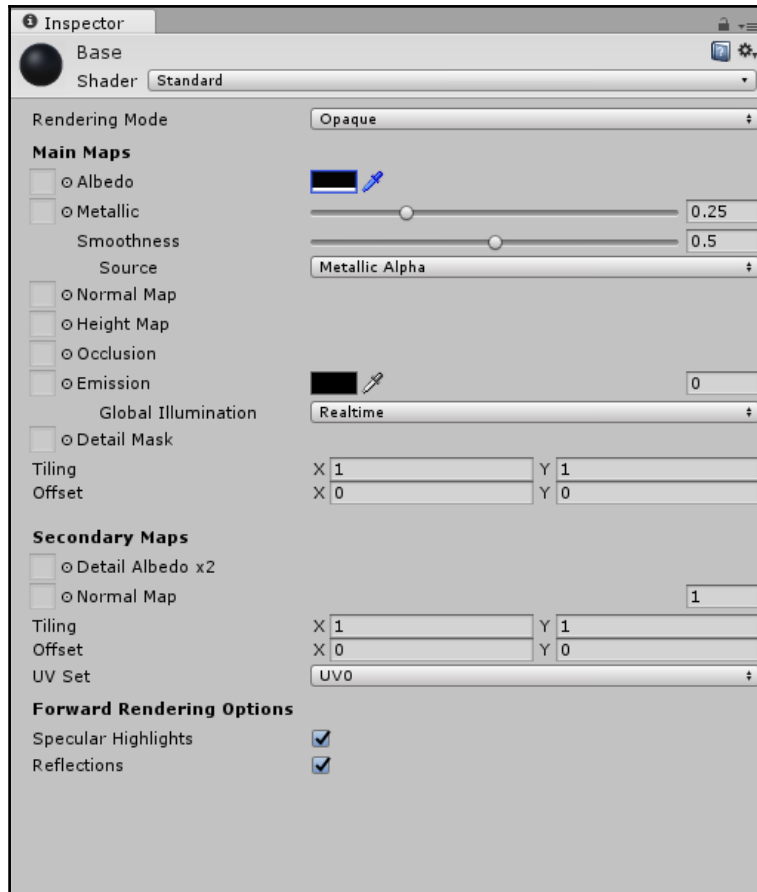 Inspector
Base
Shader Standard
Rendering Mode Opaque
Main Maps
Albedo
Metallic 0.25
Smoothness 0.5
Source Metallic Alpha
Normal Map
Height Map
Occlusion
Emission 0
Global Illumination Realtime
Detail Mask
Tiling X 1 Y 1
Offset X 0 Y 0
Secondary Maps
Detail Albedo x2
Normal Map 1
Tiling X 1 Y 1
Offset X 0 Y 0
UV Set UV0
Forward Rendering Options
Specular Highlights
Reflections